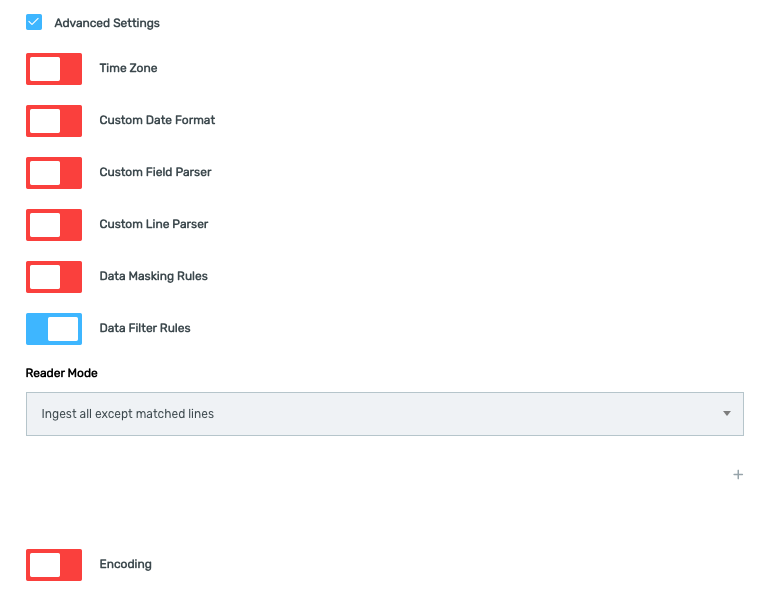 Advanced Settings
Time Zone
Custom Date Format
Custom Field Parser
Custom Line Parser
Data Masking Rules
Data Filter Rules
Reader Mode
Ingest all except matched lines
+
Encoding